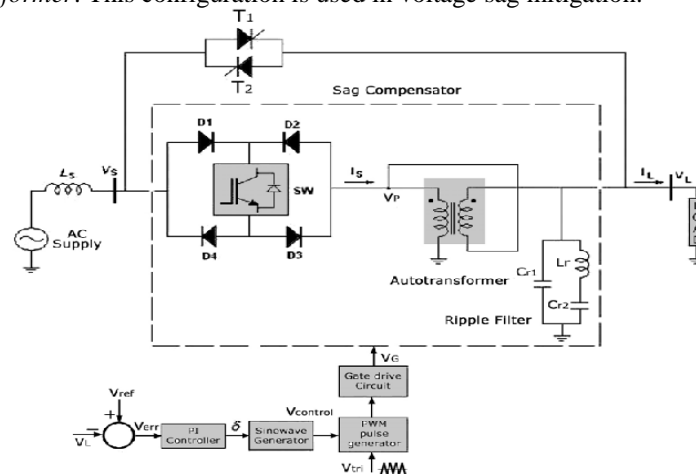 former. This configuration is used in voltage sag mitigation.
T1
T2
Sag Compensator
D1
D2
Ls
Vs
SW
Is
IL
VL
VP
AC
Supply
D4
D3
Autotransformer
Cr1
Lr
Cr2
Ripple Filter
VG
Gate drive
Circuit
Vref
+
Verr
δ
Vcontrol
VL
PI
Controller
Sinewave
Generator
PWM
pulse
generator
Vtri